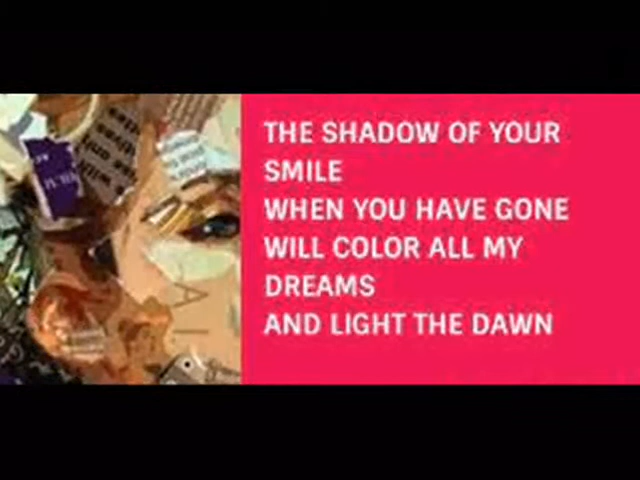 THE SHADOW OF YOUR
SMILE
WHEN YOU HAVE GONE
WILL COLOR ALL MY
DREAMS
AND LIGHT THE DAWN